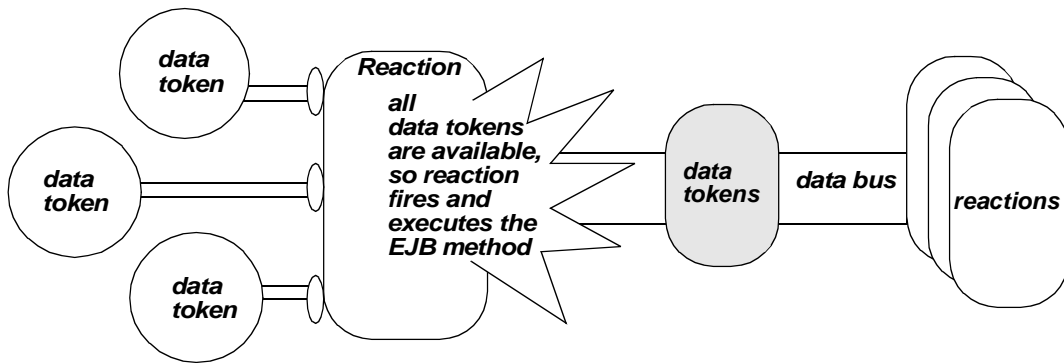 data
token
data
token
data
token
Reaction
all
data tokens
are available,
so reaction
fires and
executes the
EJB method
data
tokens
data bus
reactions